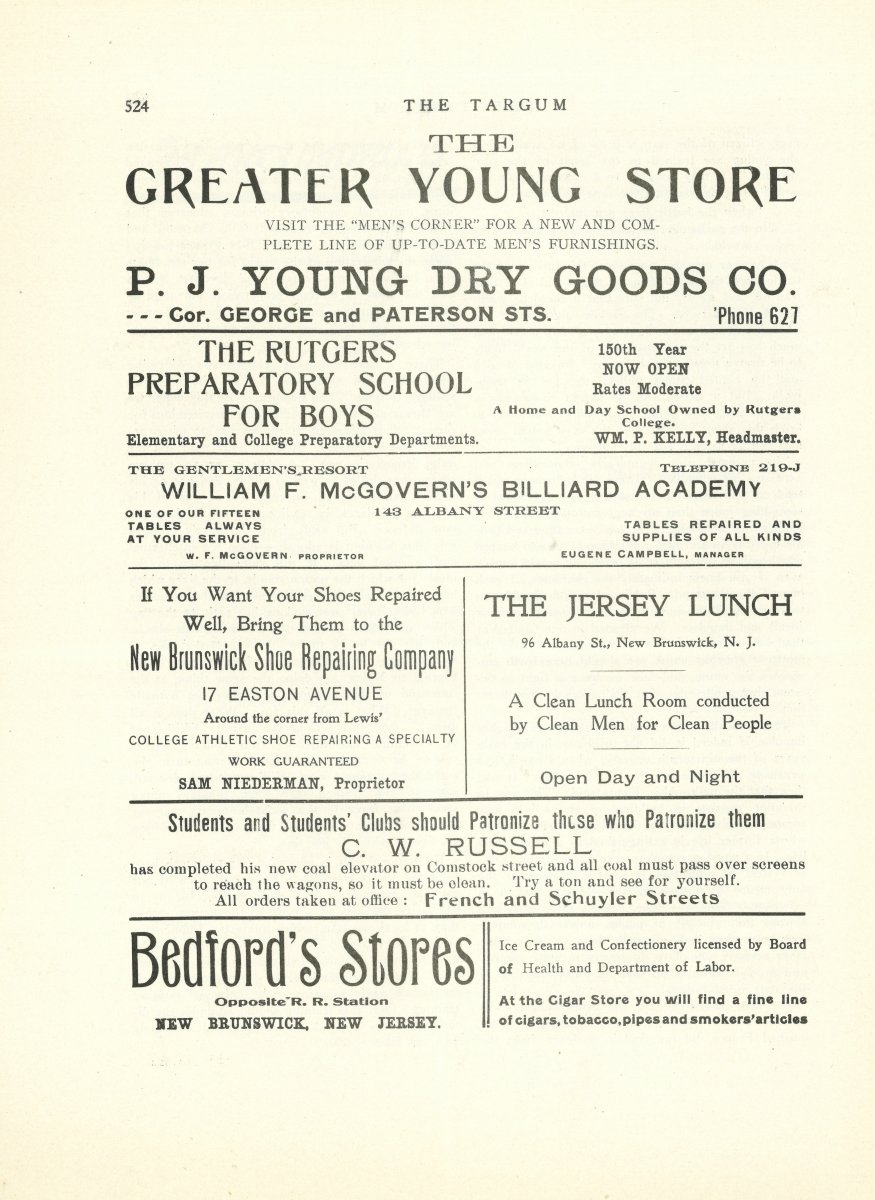 524
THE TARGUM
THE
GREATER YOUNG STORE
VISIT THE "MEN'S CORNER" FOR A NEW AND COM-
PLETE LINE OF UP-TO-DATE MEN'S FURNISHINGS.
P. J. YOUNG DRY GOODS CO.
--- Cor. GEORGE and PATERSON STS. 'Phone 627
THE RUTGERS
PREPARATORY SCHOOL
FOR BOYS
Elementary and College Preparatory Departments.
150th Year
NOW OPEN
Rates Moderate
A Home and Day School Owned by Rutgers
College.
WM. P. KELLY, Headmaster.
THE GENTLEMEN'S RESORT
TELEPHONE 219-J
WILLIAM F. McGOVERN'S BILLIARD ACADEMY
143 ALBANY STREET
ONE OF OUR FIFTEEN
TABLES ALWAYS
AT YOUR SERVICE
W. F. McGOVERN PROPRIETOR
TABLES REPAIRED AND
SUPPLIES OF ALL KINDS
EUGENE CAMPBELL, MANAGER
If You Want Your Shoes Repaired
Well, Bring Them to the
New Brunswick Shoe Repairing Company
17 EASTON AVENUE
Around the corner from Lewis'
COLLEGE ATHLETIC SHOE REPAIRING A SPECIALTY
WORK GUARANTEED
SAM NIEDERMAN, Proprietor
THE JERSEY LUNCH
96 Albany St., New Brunswick, N. J.
A Clean Lunch Room conducted
by Clean Men for Clean People
Open Day and Night
Students and Students' Clubs should Patronize those who Patronize them
C. W. RUSSELL
has completed his new coal elevator on Comstock street and all coal must pass over screens
to reach the wagons, so it must be clean. Try a ton and see for yourself.
All orders taken at office : French and Schuyler Streets
Bedford's Stores
Opposite R. R. Station
NEW BRUNSWICK, NEW JERSEY.
Ice Cream and Confectionery licensed by Board
of Health and Department of Labor.
At the Cigar Store you will find a fine line
of cigars, tobacco, pipes and smokers' articles